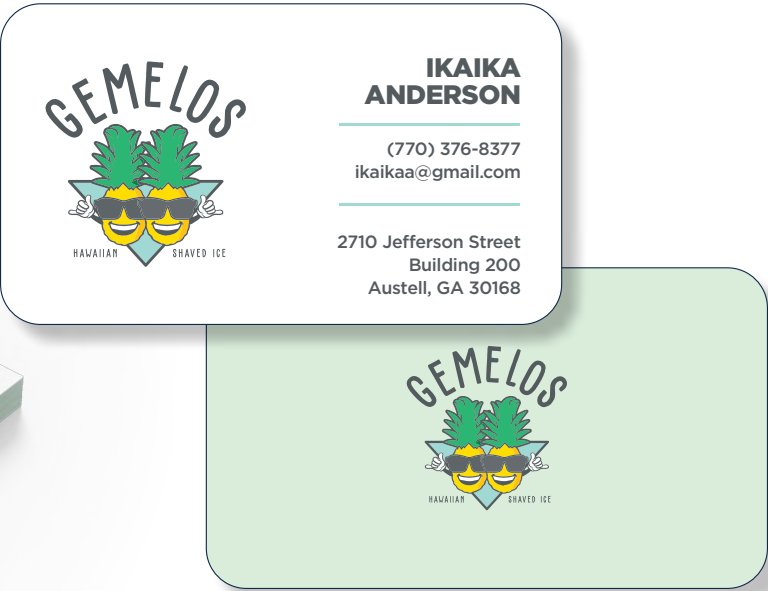 GEMELOS
HAWAIIAN SHAVED ICE
IKAIKA
ANDERSON
(770) 376-8377
ikaikaa@gmail.com
2710 Jefferson Street
Building 200
Austell, GA 30168
GEMELOS
HAWAIIAN SHAVED ICE